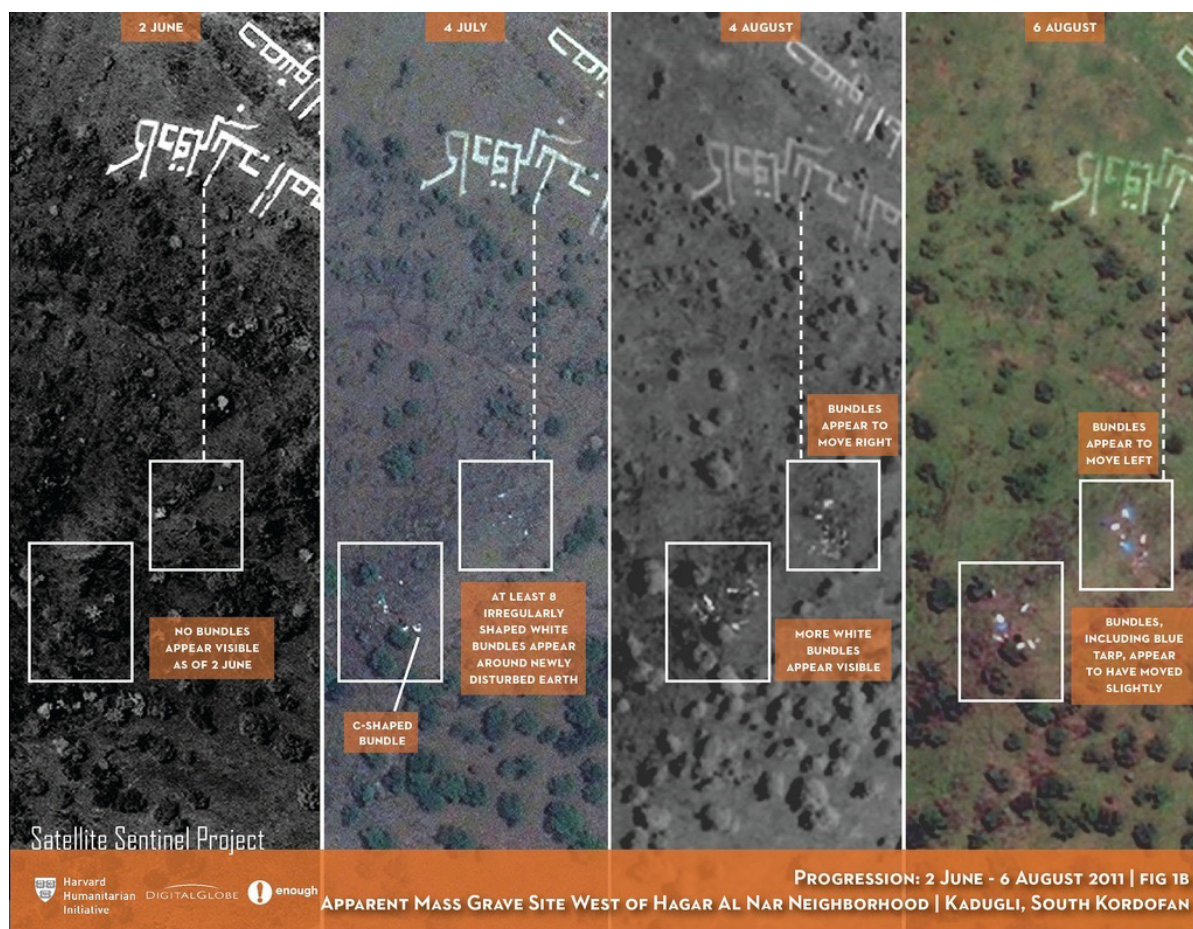 2 JUNE
4 JULY
4 AUGUST
6 AUGUST
BUNDLES
APPEAR TO
MOVE RIGHT
BUNDLES
APPEAR TO
MOVE LEFT
NO BUNDLES
APPEAR VISIBLE
AS OF 2 JUNE
AT LEAST 8
IRREGULARLY
SHAPED WHITE
BUNDLES APPEAR
AROUND NEWLY
DISTURBED EARTH
MORE WHITE
BUNDLES
APPEAR VISIBLE
BUNDLES,
INCLUDING BLUE
TARP, APPEAR
TO HAVE MOVED
SLIGHTLY
C-SHAPED
BUNDLE
Satellite Sentinel Project
Harvard
Humanitarian
Initiative
DIGITALGLOBE
enough
PROGRESSION: 2 JUNE - 6 AUGUST 2011 | FIG 1B
APPARENT MASS GRAVE SITE WEST OF HAGAR AL NAR NEIGHBORHOOD | KADUGLI, SOUTH KORDOFAN